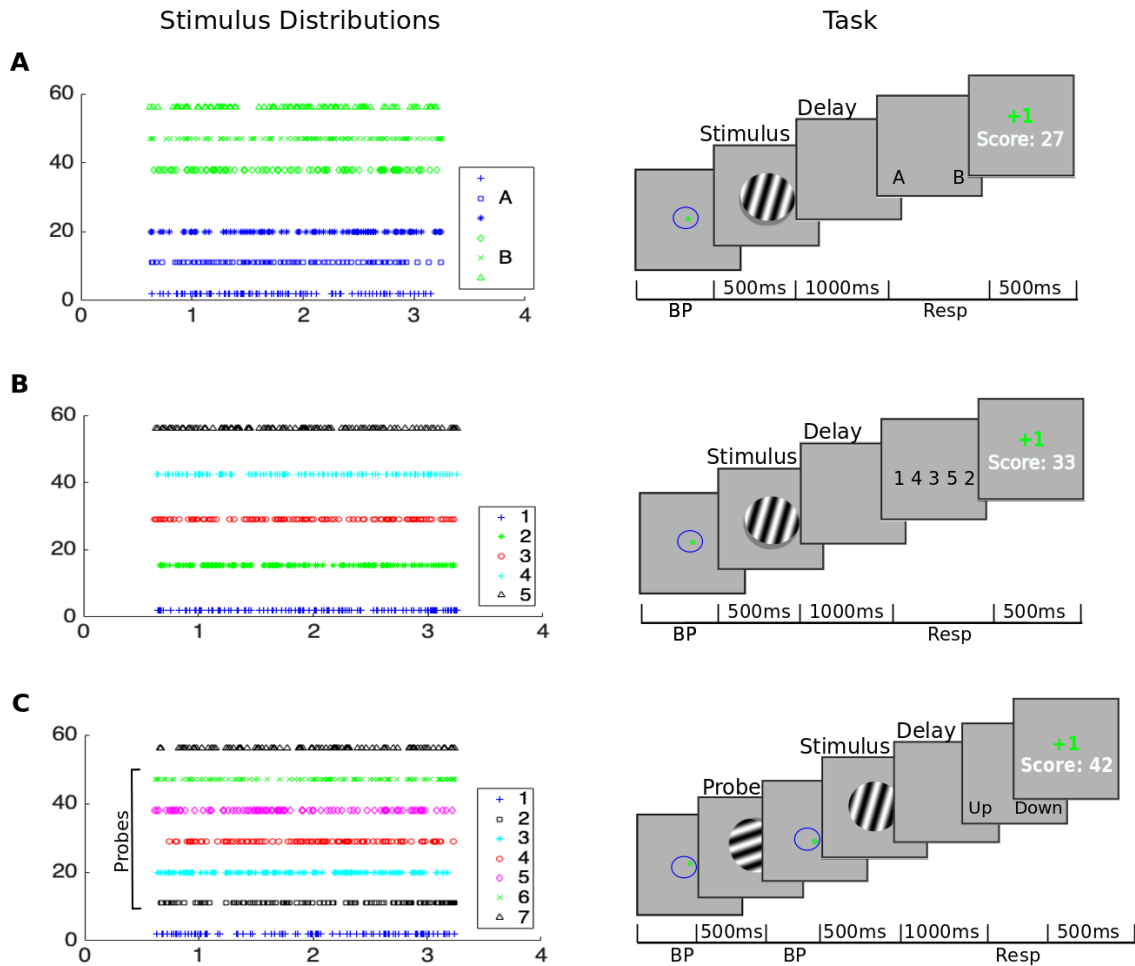 Stimulus Distributions
Task
A
60
40
20
0
0 1 2 3 4
A
B
Stimulus
Delay
A B
+1
Score: 27
500ms 1000ms 500ms
BP Resp
B
60
40
20
0
0 1 2 3 4
1
2
3
4
5
Stimulus
Delay
1 4 3 5 2
+1
Score: 33
500ms 1000ms 500ms
BP Resp
C
60
40
20
0
0 1 2 3 4
Probes
1
2
3
4
5
6
7
Probe
Stimulus
Delay
Up Down
+1
Score: 42
500ms 500ms 1000ms 500ms
BP BP Resp